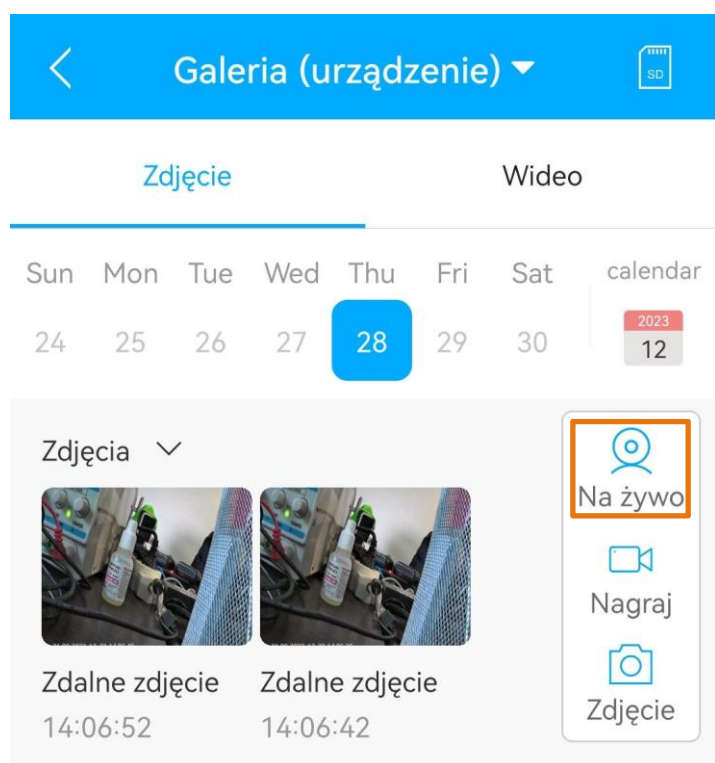 Galeria (urządzenie)
SD
Zdjęcie Wideo
Sun Mon Tue Wed Thu Fri Sat calendar
24 25 26 27 28 29 30
2023
12
Zdjęcia
Na żywo
Nagraj
Zdjęcie
Zdalne zdjęcie Zdalne zdjęcie
14:06:52 14:06:42